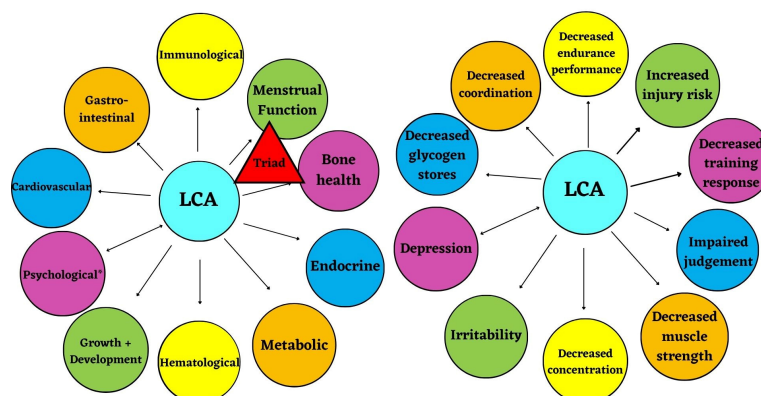 Immunological
Menstrual
Function
Triad
Bone
health
Endocrine
Metabolic
Hematological
Growth +
Development
Psychological*
Cardiovascular
Gastro-
intestinal
LCA
Decreased
endurance
performance
Increased
injury risk
Decreased
training
response
Impaired
judgement
Decreased
muscle
strength
Decreased
concentration
Irritability
Depression
Decreased
glycogen
stores
Decreased
coordination
LCA